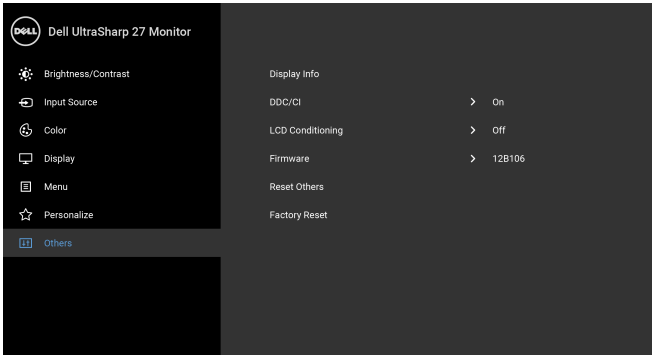 DELL Dell UltraSharp 27 Monitor
Brightness/Contrast
Input Source
Color
Display
Menu
Personalize
Others
Display Info
DDC/CI > On
LCD Conditioning > Off
Firmware > 12B106
Reset Others
Factory Reset